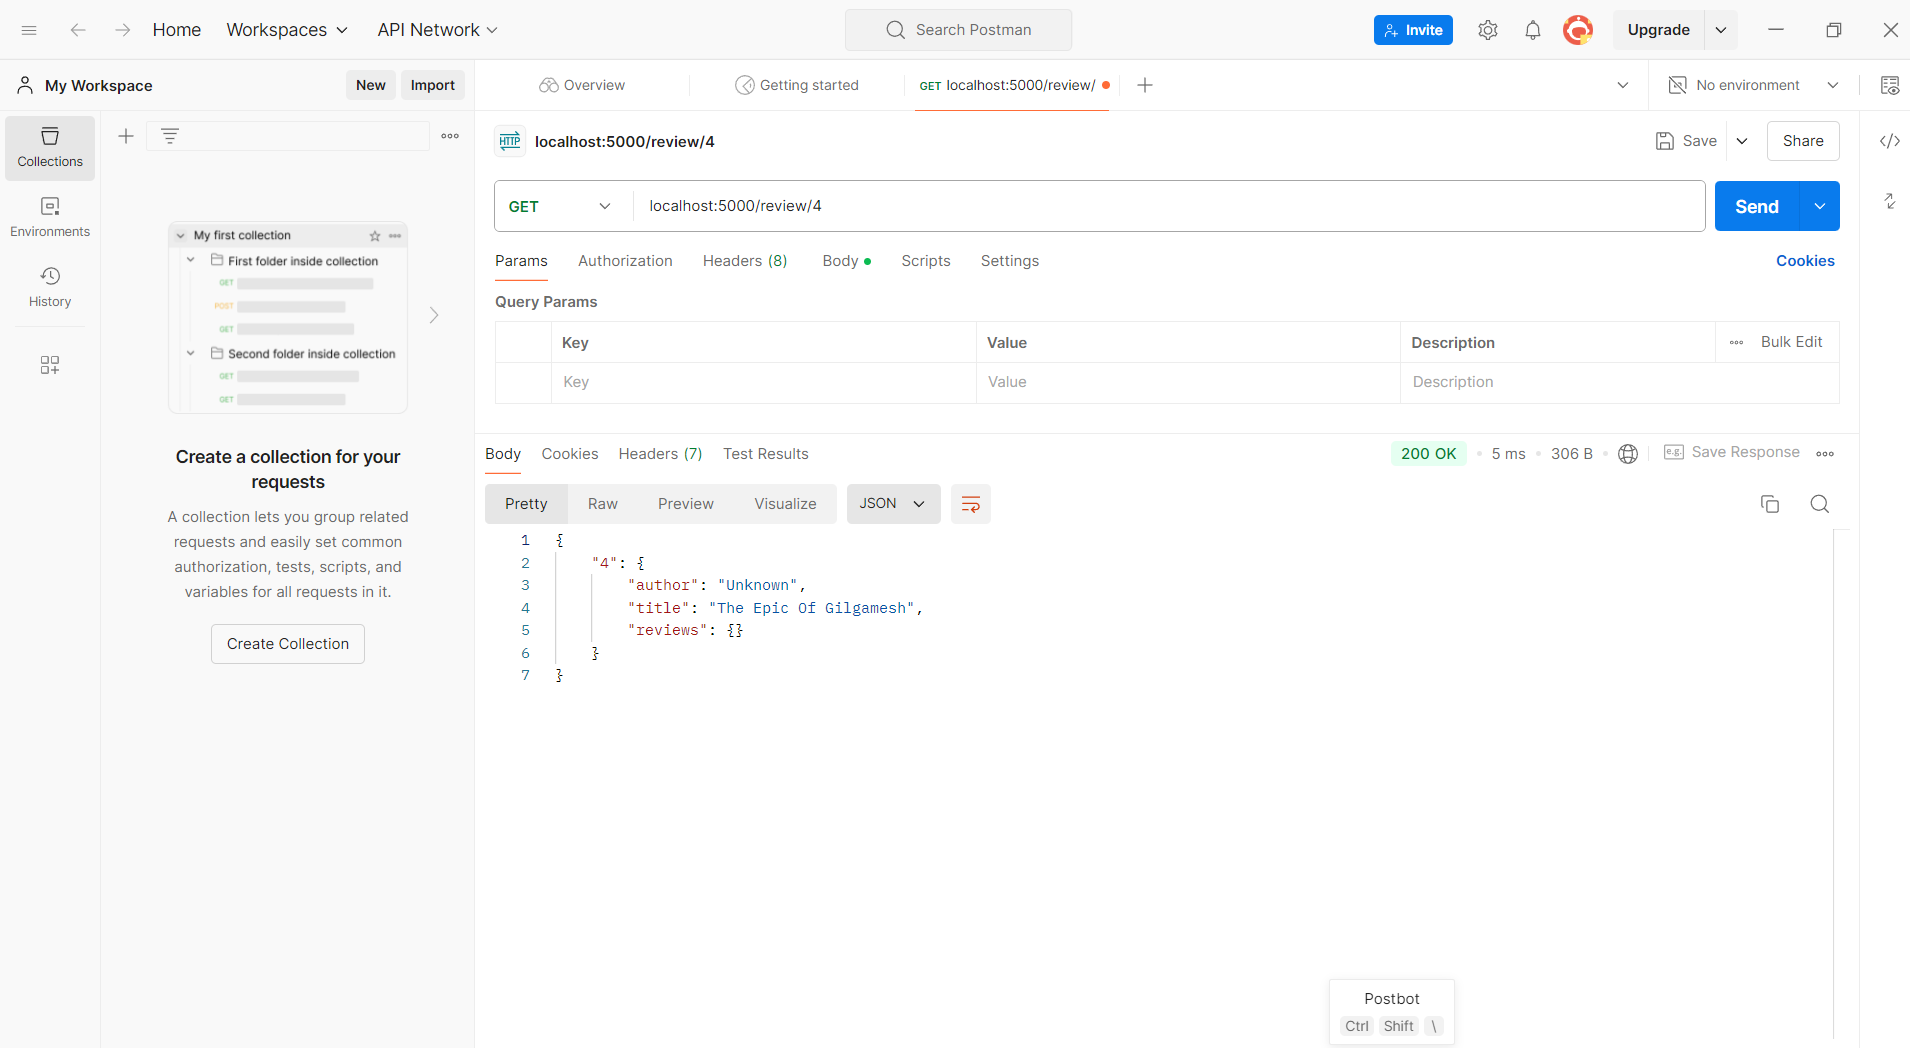 Home Workspaces API Network Search Postman Invite Upgrade
My Workspace New Import Overview Getting started GET localhost:5000/review/ No environment
Collections
Environments
History
My first collection
First folder inside collection
GET
POST
GET
Second folder inside collection
GET
GET
Create a collection for your
requests
A collection lets you group related
requests and easily set common
authorization, tests, scripts, and
variables for all requests in it.
Create Collection
HTTP localhost:5000/review/4 Save Share
GET localhost:5000/review/4 Send
Params Authorization Headers (8) Body Scripts Settings Cookies
Query Params
Key Value Description Bulk Edit
Key Value Description
Body Cookies Headers (7) Test Results 200 OK 5 ms 306 B e.g. Save Response
Pretty Raw Preview Visualize JSON
1 {
2 "4": {
3 "author": "Unknown",
4 "title": "The Epic Of Gilgamesh",
5 "reviews": {}
6 }
7 }
Postbot
Ctrl Shift \